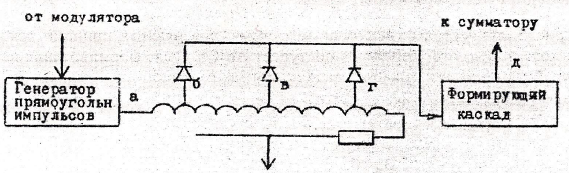 от модулятора
к сумматору
Генератор
прямоугольн
импульсов
а
б
в
г
д
Формирующий
каскад